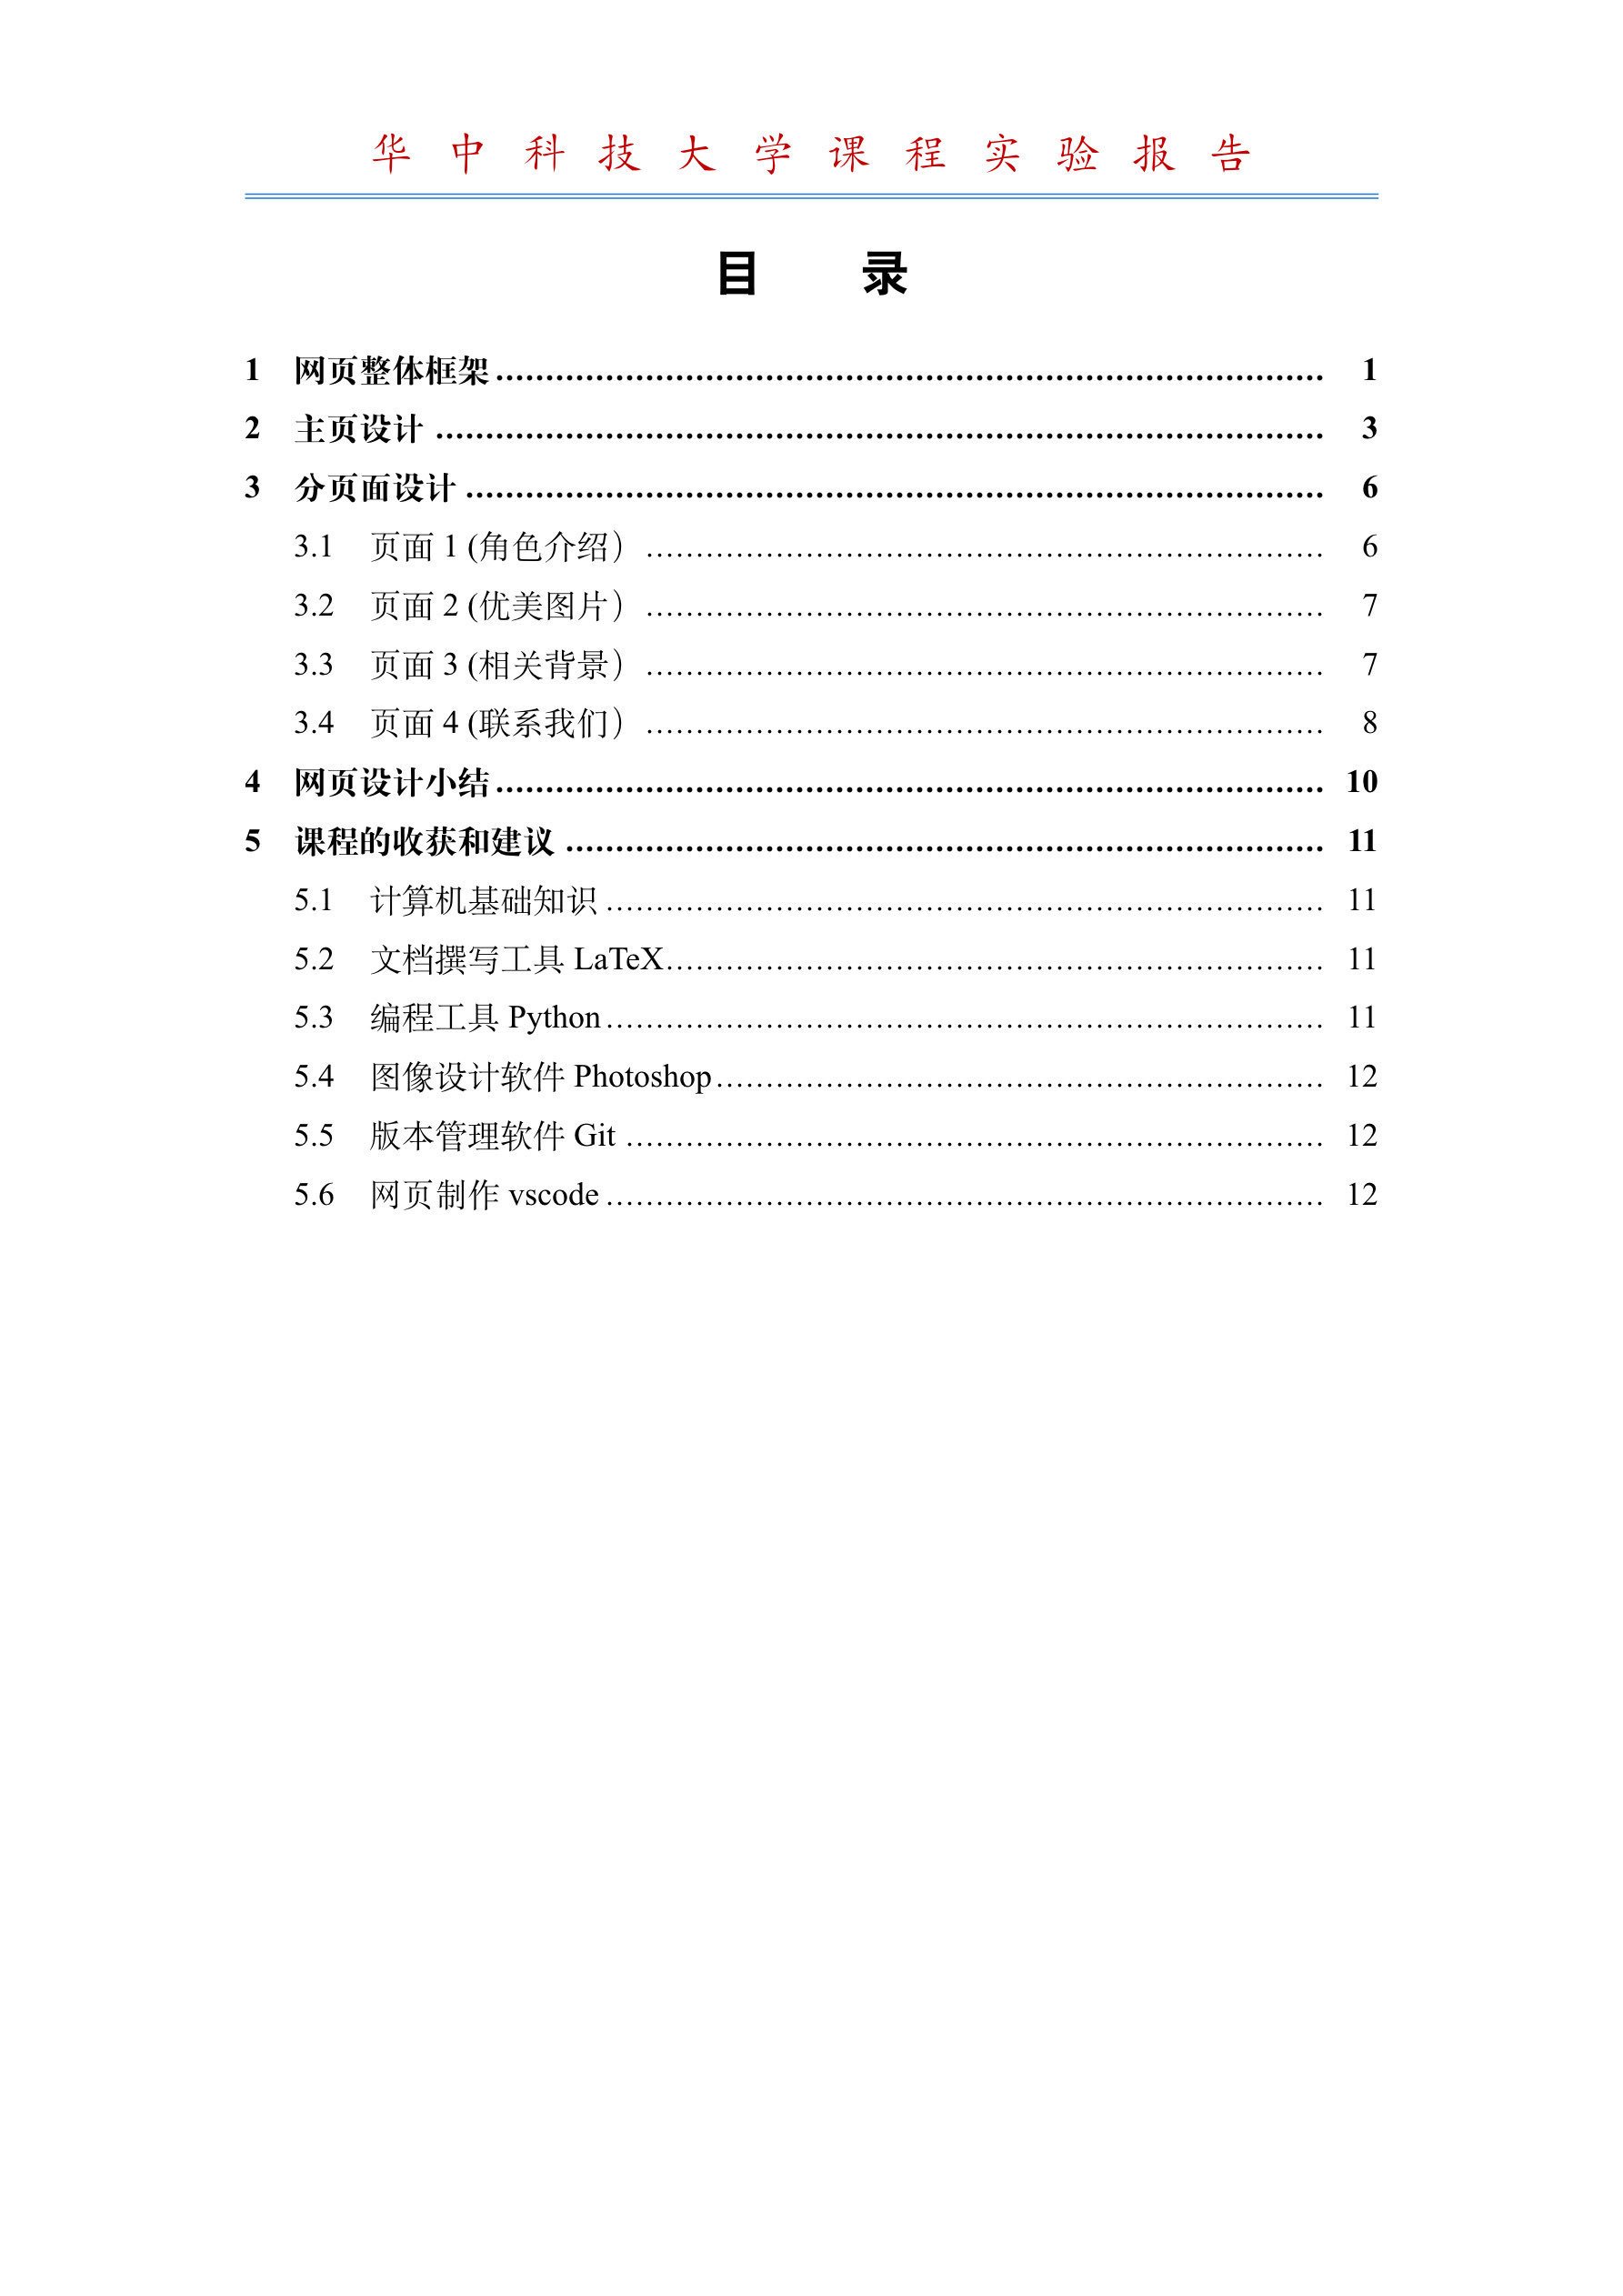 华中科技大学课程实验报告
目 录
1 网页整体框架 1
2 主页设计 3
3 分页面设计 6
3.1 页面 1 (角色介绍） 6
3.2 页面 2 (优美图片） 7
3.3 页面 3 (相关背景） 7
3.4 页面 4 (联系我们） 8
4 网页设计小结 10
5 课程的收获和建议 11
5.1 计算机基础知识 11
5.2 文档撰写工具 LaTeX 11
5.3 编程工具 Python 11
5.4 图像设计软件 Photoshop 12
5.5 版本管理软件 Git 12
5.6 网页制作 vscode 12